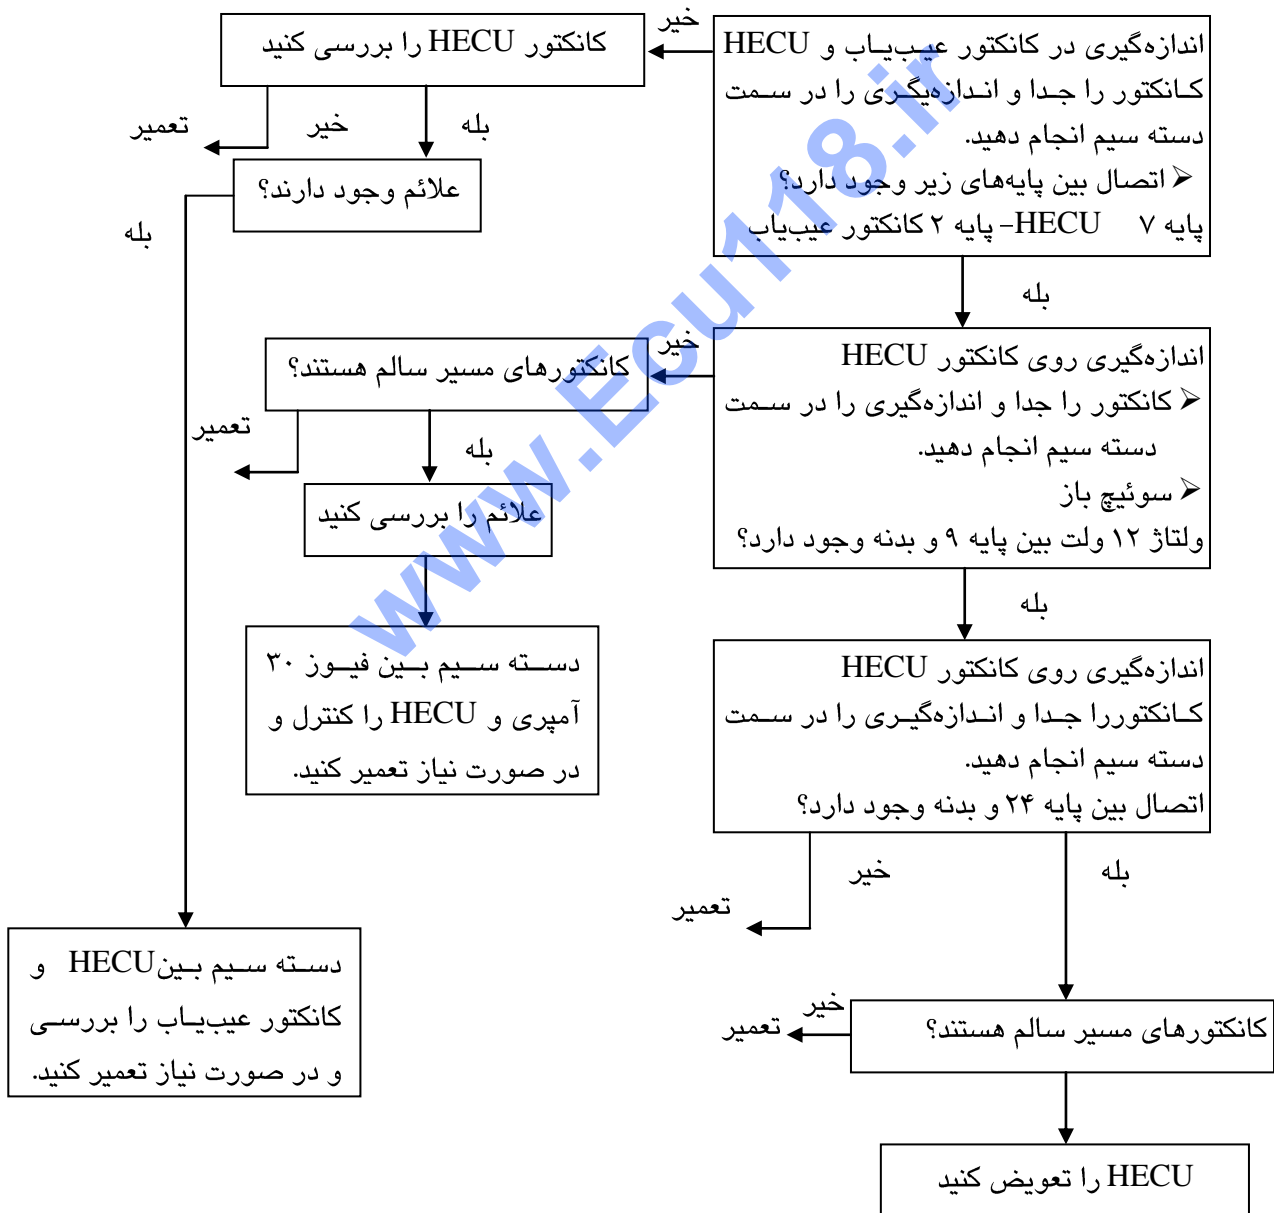 اندازه‌گیری در کانکتور عیب‌یاب و HECU
کانکتور را جدا و اندازه‌یگری را در سمت
دسته سیم انجام دهید.
⮚ اتصال بین پایه‌های زیر وجود دارد؟
پایه ۷ HECU– پایه ۲ کانکتور عیب‌یاب
خیر
کانکتور HECU را بررسی کنید
بله
خیر
تعمیر
علائم وجود دارند؟
بله
بله
اندازه‌گیری روی کانکتور HECU
⮚ کانکتور را جدا و اندازه‌گیری را در سمت
دسته سیم انجام دهید.
⮚ سوئیچ باز
ولتاژ ۱۲ ولت بین پایه ۹ و بدنه وجود دارد؟
خیر
کانکتورهای مسیر سالم هستند؟
تعمیر
بله
علائم را بررسی کنید
دسته سیم بین فیوز ۳۰
آمپری و HECU را کنترل و
در صورت نیاز تعمیر کنید.
بله
اندازه‌گیری روی کانکتور HECU
کانکتوررا جدا و اندازه‌گیری را در سمت
دسته سیم انجام دهید.
اتصال بین پایه ۲۴ و بدنه وجود دارد؟
خیر
تعمیر
بله
دسته سیم بینHECU و
کانکتور عیب‌یاب را بررسی
و در صورت نیاز تعمیر کنید.
کانکتورهای مسیر سالم هستند؟
خیر
تعمیر
HECU را تعویض کنید
www.Ecu118.ir